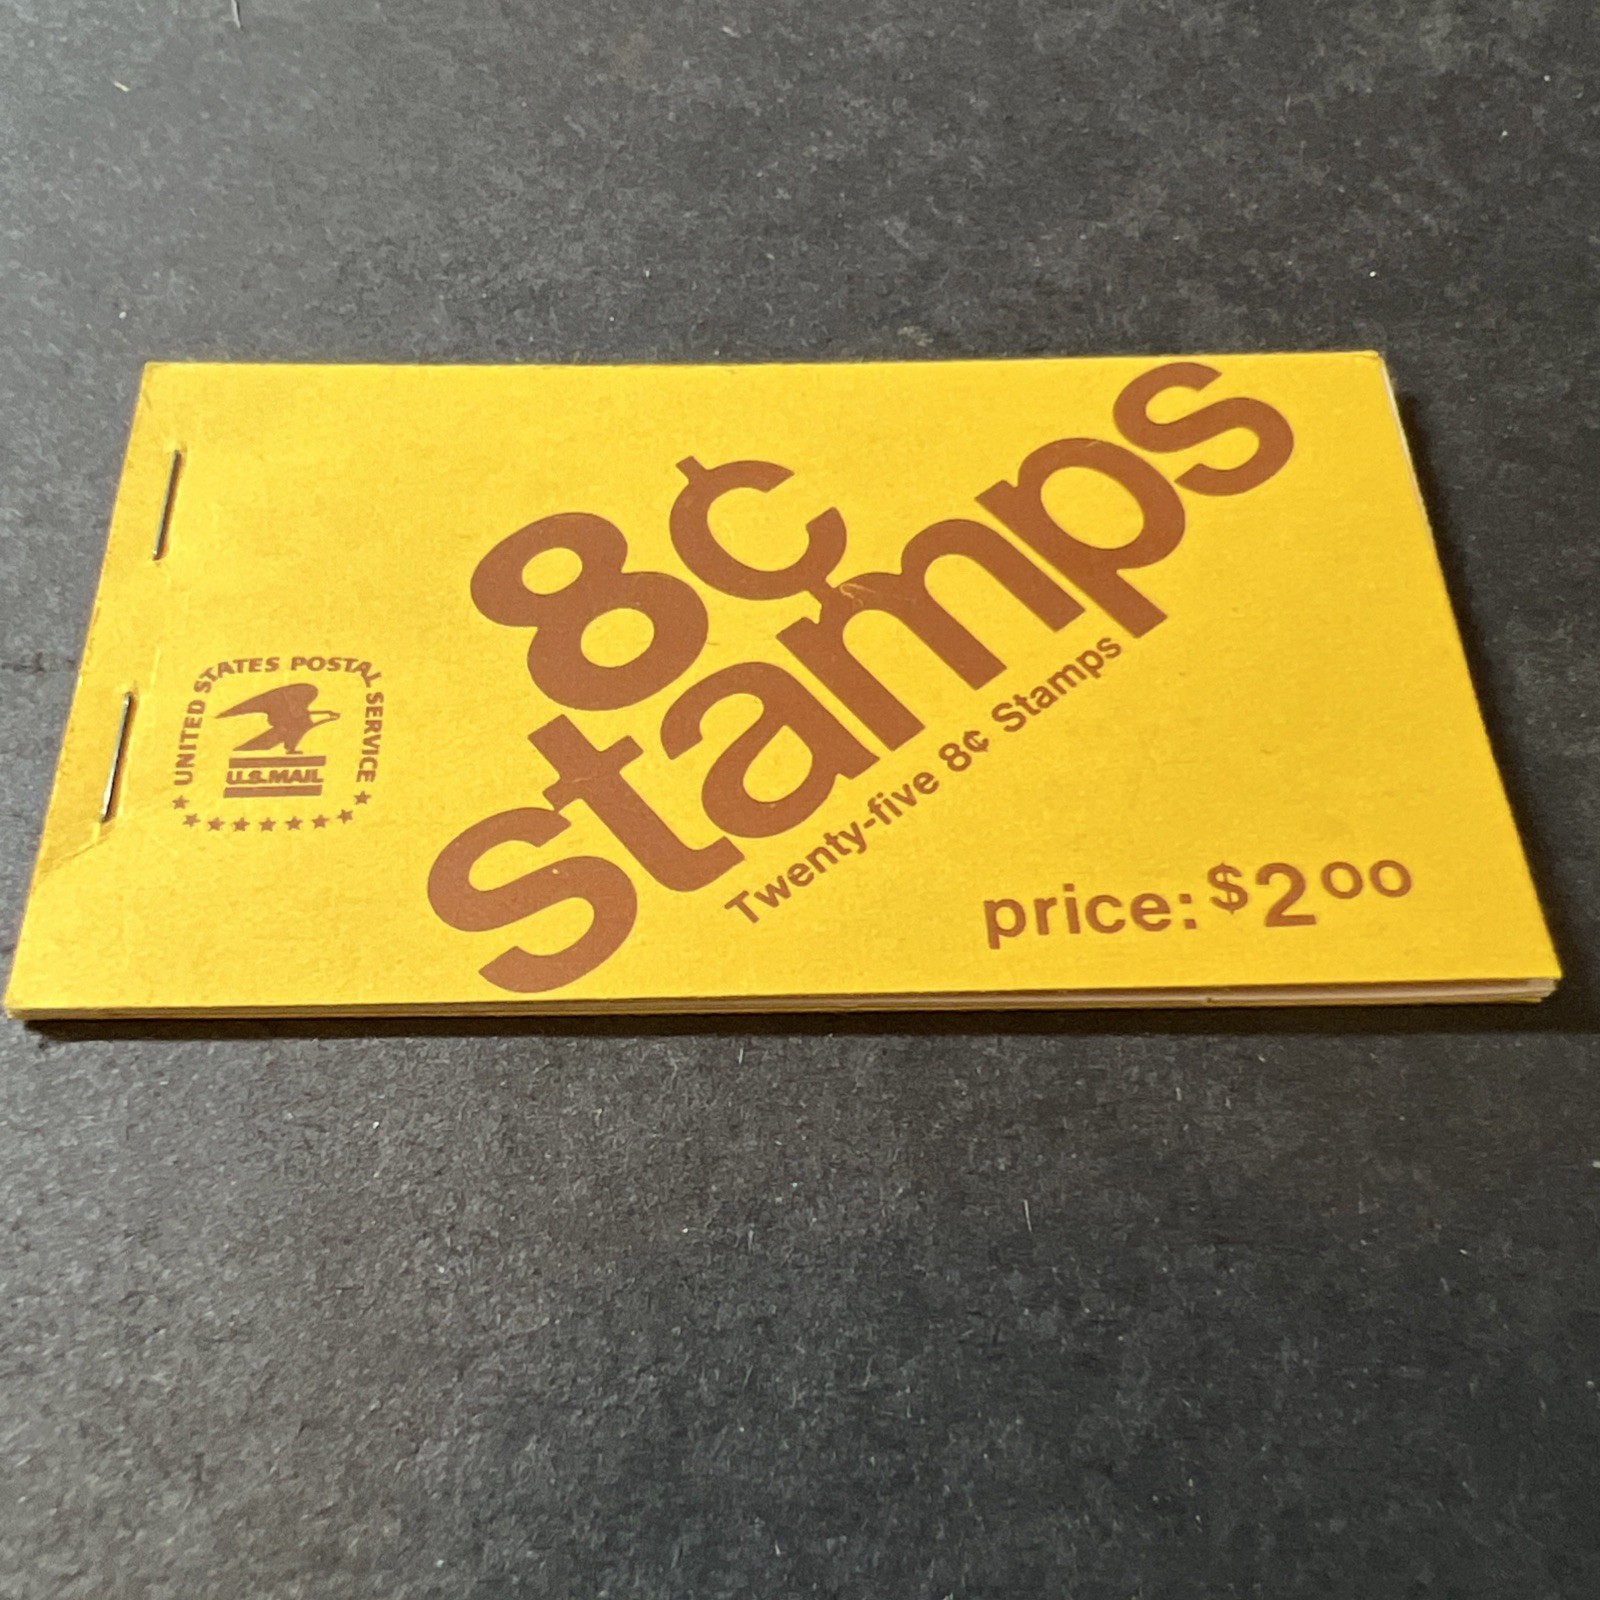 8¢
stamps
Twenty-five 8¢ Stamps
price: $2 00
UNITED STATES POSTAL SERVICE
U.S.MAIL